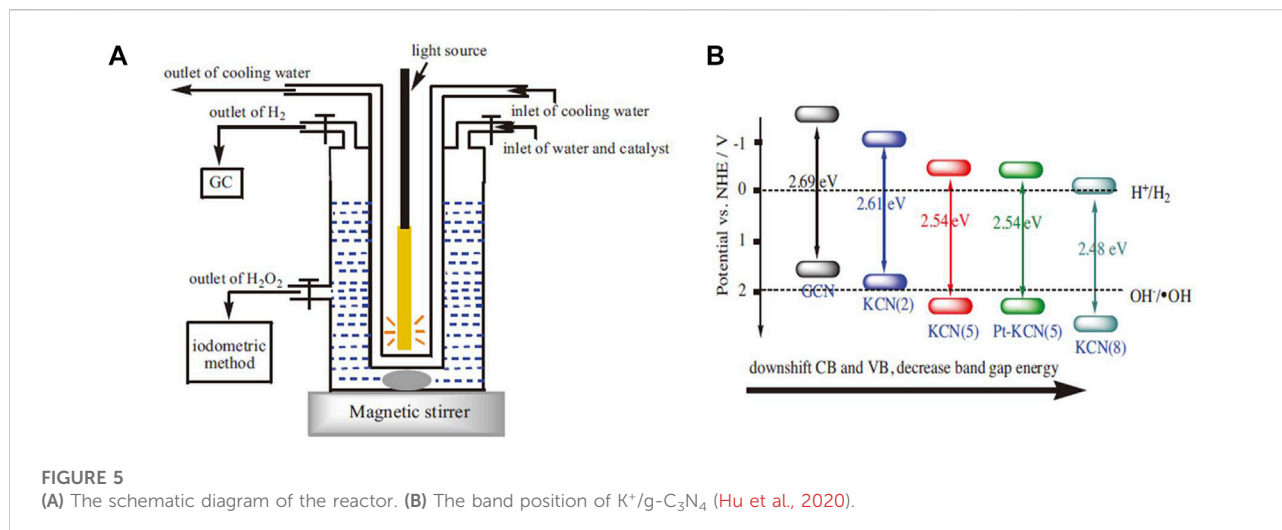 A
light source
outlet of cooling water
inlet of cooling water
outlet of H₂
inlet of water and catalyst
GC
outlet of H₂O₂
iodometric
method
Magnetic stirrer
B
Potential vs. NHE / V
-1
0
1
2
2.69 eV
2.61 eV
2.54 eV
2.54 eV
2.48 eV
H⁺/H₂
OH⁻/•OH
GCN
KCN(2)
KCN(5)
Pt-KCN(5)
KCN(8)
downshift CB and VB, decrease band gap energy
FIGURE 5
(A) The schematic diagram of the reactor. (B) The band position of K⁺/g-C₃N₄ (Hu et al., 2020).